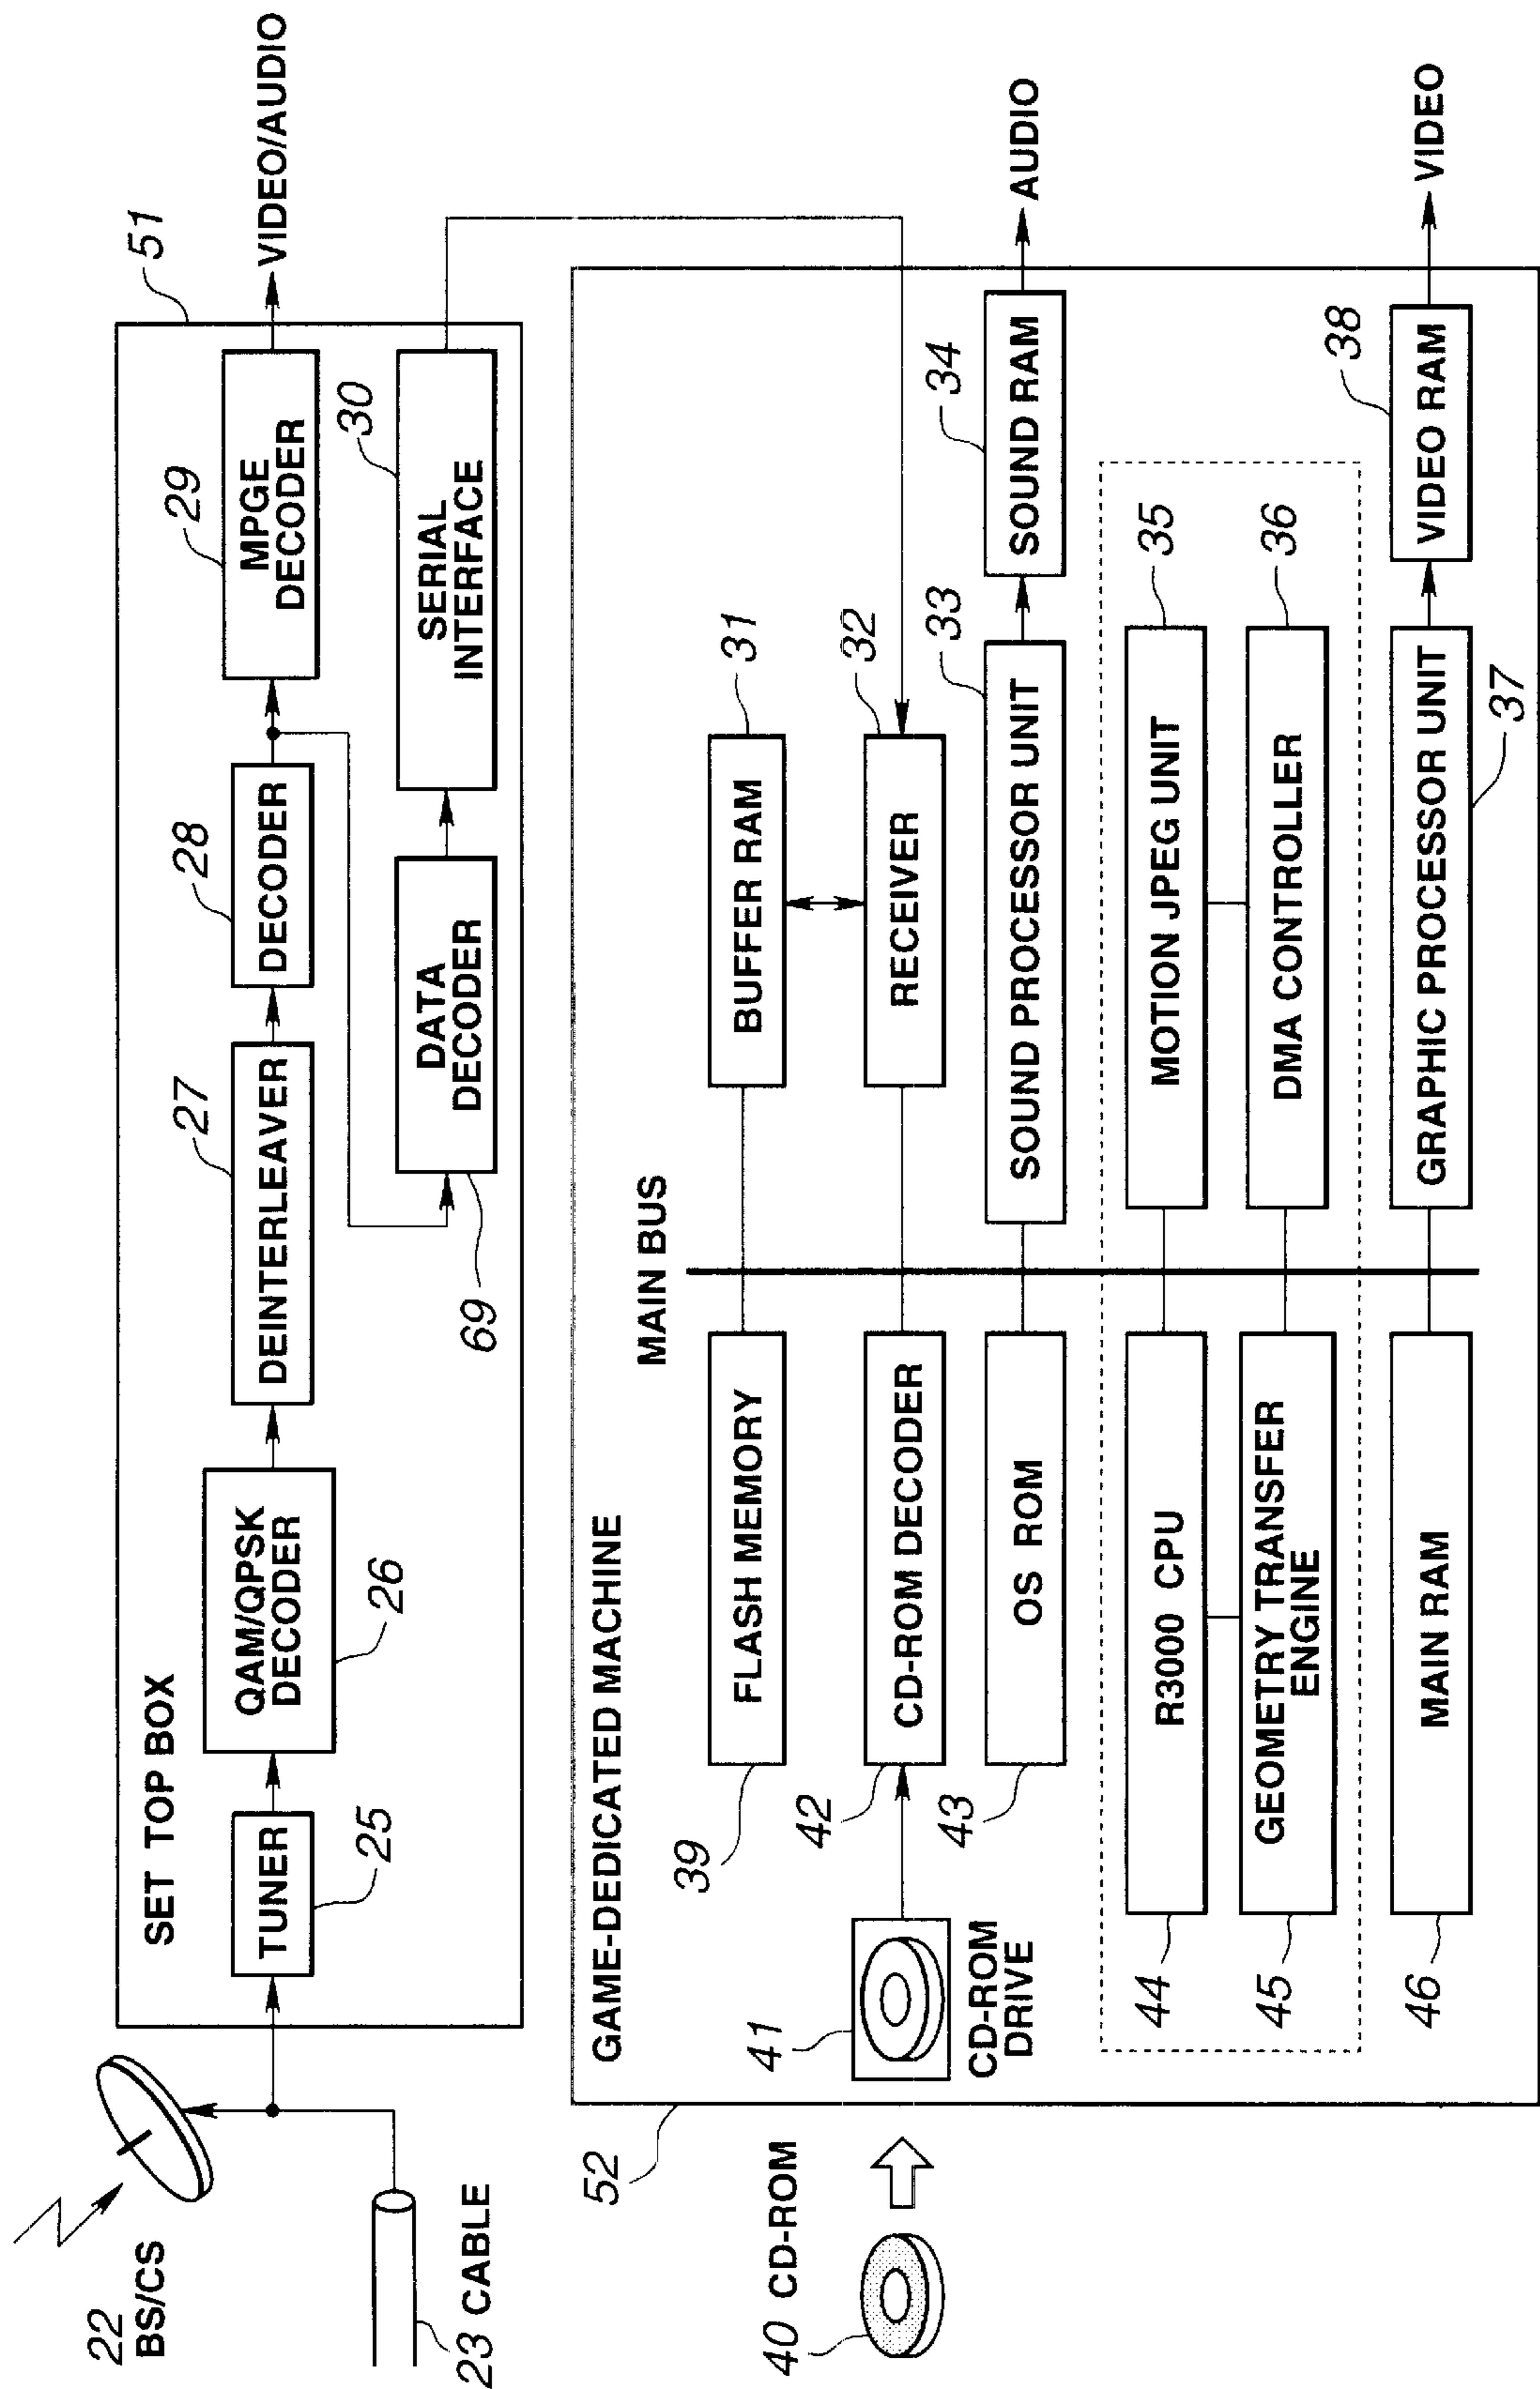 22
BS/CS
23 CABLE
SET TOP BOX
51
TUNER
25
QAM/QPSK
DECODER
26
DEINTERLEAVER
27
DECODER
28
MPGE
DECODER
29
VIDEO/AUDIO
DATA
DECODER
69
SERIAL
INTERFACE
30
GAME-DEDICATED MACHINE
52
MAIN BUS
FLASH MEMORY
39
BUFFER RAM
31
40 CD-ROM
41
CD-ROM
DRIVE
CD-ROM DECODER
42
RECEIVER
32
OS ROM
43
SOUND PROCESSOR UNIT
33
SOUND RAM
34
AUDIO
R3000 CPU
44
MOTION JPEG UNIT
35
GEOMETRY TRANSFER
ENGINE
45
DMA CONTROLLER
36
MAIN RAM
46
GRAPHIC PROCESSOR UNIT
37
VIDEO RAM
38
VIDEO